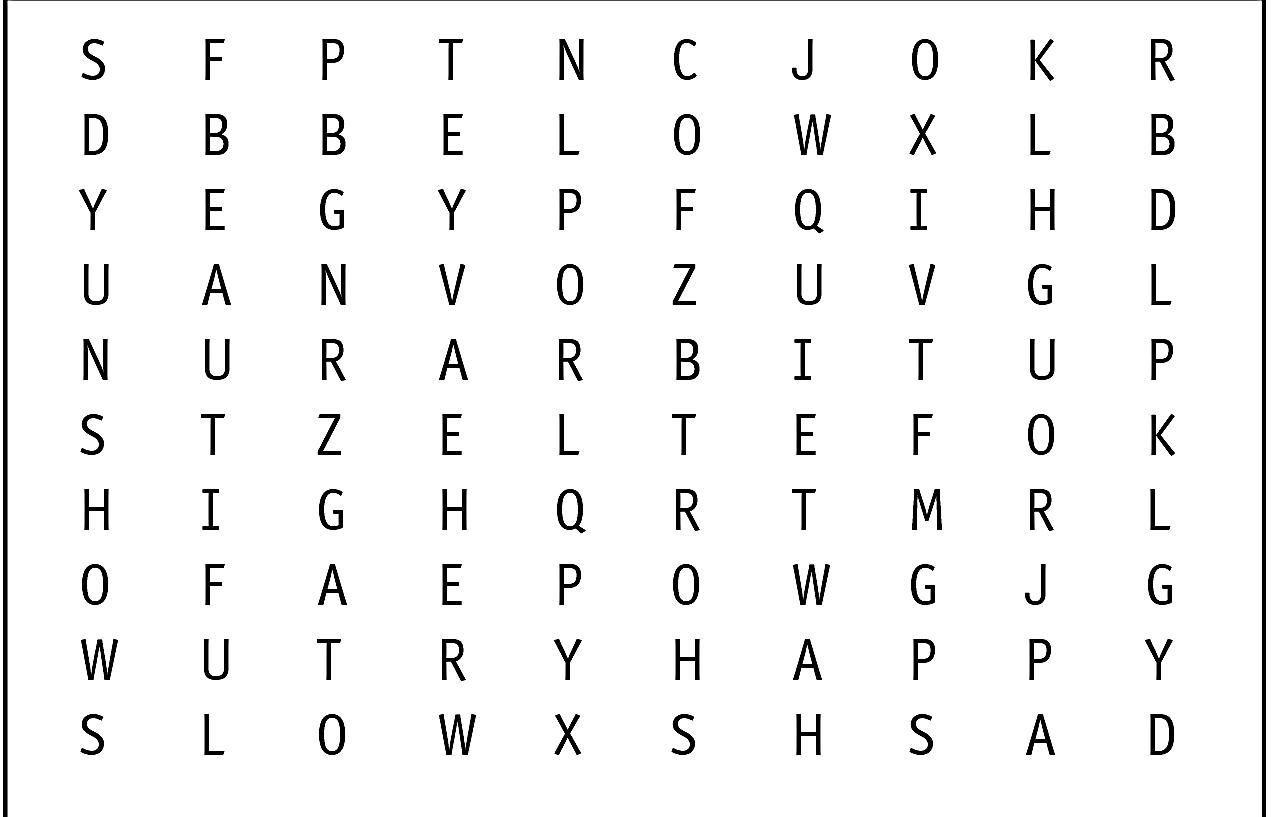 S F P T N C J O K R
D B B E L O W X L B
Y E G Y P F Q I H D
U A N V O Z U V G L
N U R A R B I T U P
S T Z E L T E F O K
H I G H Q R T M R L
O F A E P O W G J G
W U T R Y H A P P Y
S L O W X S H S A D